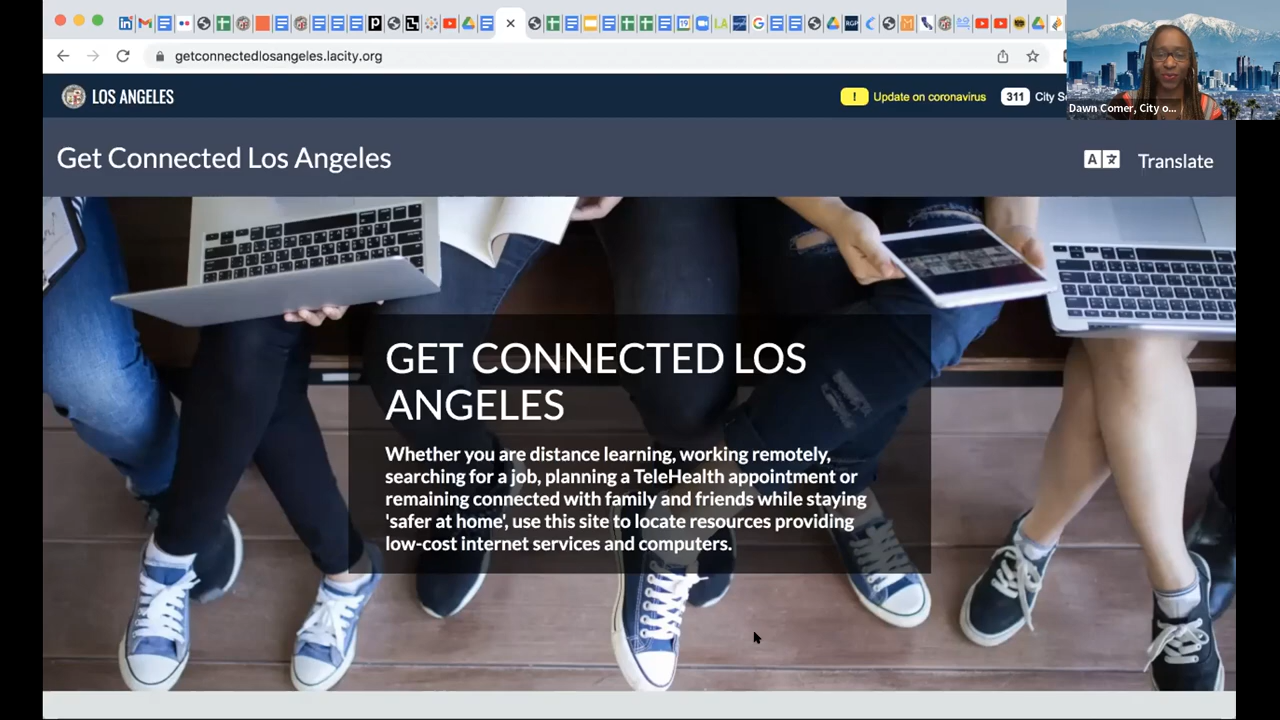 getconnectedlosangeles.lacity.org
LOS ANGELES
! Update on coronavirus
311 City Se
Dawn Comer, City o...
Get Connected Los Angeles
Translate
GET CONNECTED LOS
ANGELES
Whether you are distance learning, working remotely,
searching for a job, planning a TeleHealth appointment or
remaining connected with family and friends while staying
'safer at home', use this site to locate resources providing
low-cost internet services and computers.